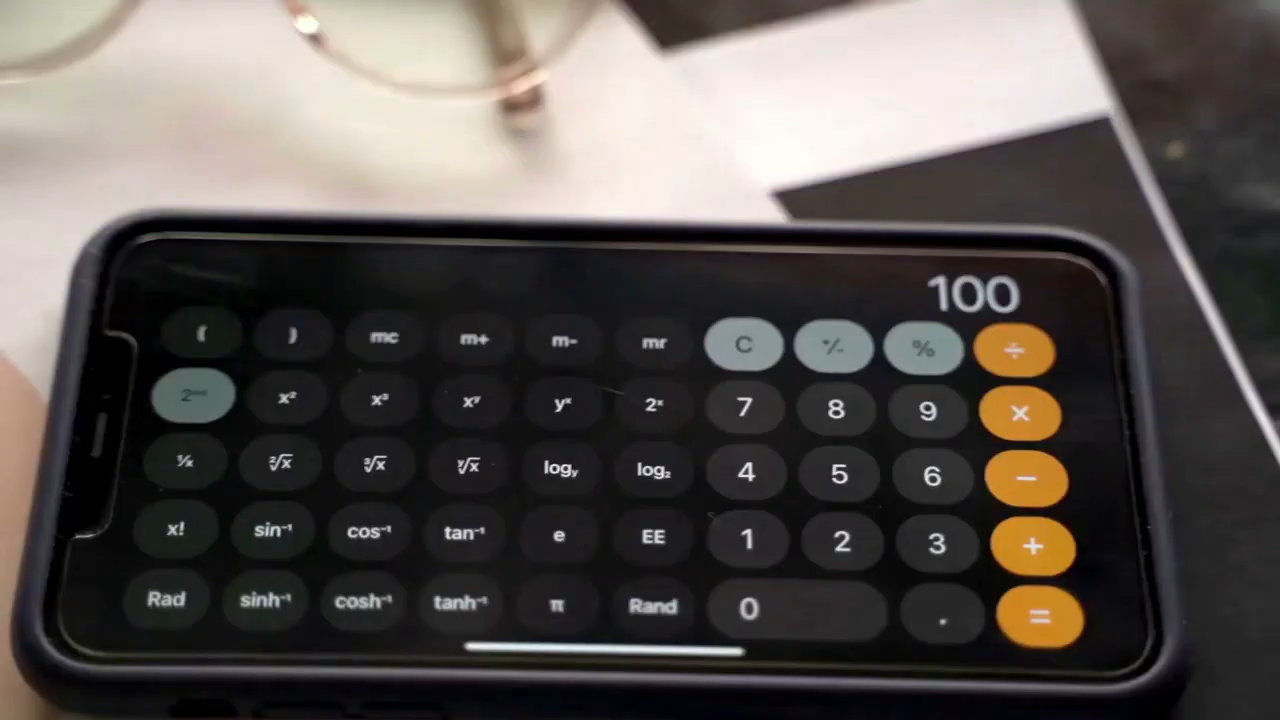 100
( ) mc m+ m- mr C +/- % ÷
2ⁿᵈ x² x³ xʸ yˣ 2ˣ 7 8 9 ×
¹/ₓ ²√x ³√x ʸ√x logᵧ log₂ 4 5 6 −
x! sin⁻¹ cos⁻¹ tan⁻¹ e EE 1 2 3 +
Rad sinh⁻¹ cosh⁻¹ tanh⁻¹ π Rand 0 . =